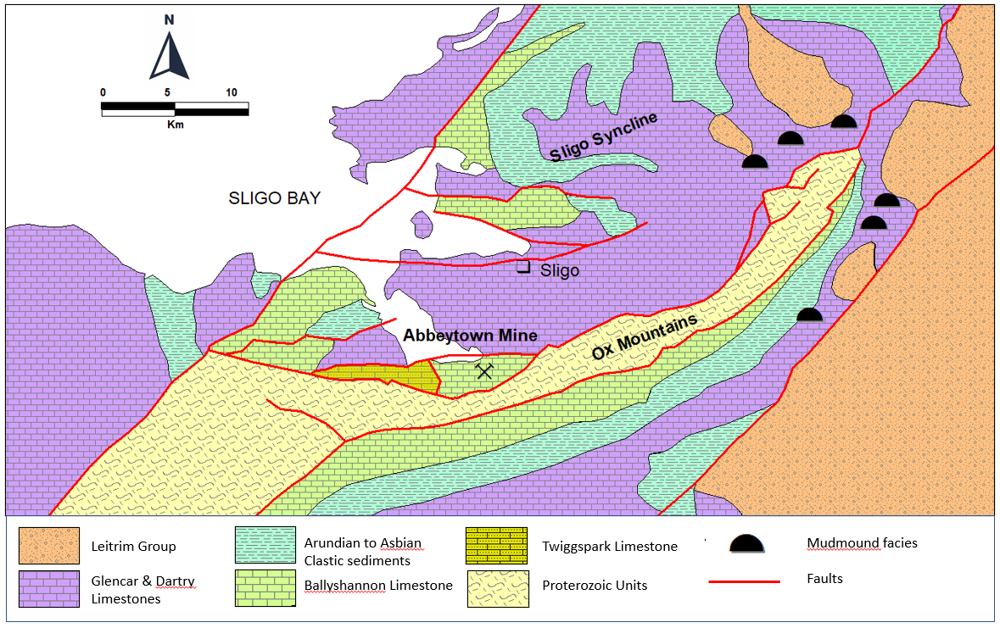 N
0 5 10
Km
Sligo Syncline
SLIGO BAY
Sligo
Abbeytown Mine
Ox Mountains
Leitrim Group
Glencar & Dartry
Limestones
Arundian to Asbian
Clastic sediments
Ballyshannon Limestone
Twiggspark Limestone
Proterozoic Units
Mudmound facies
Faults